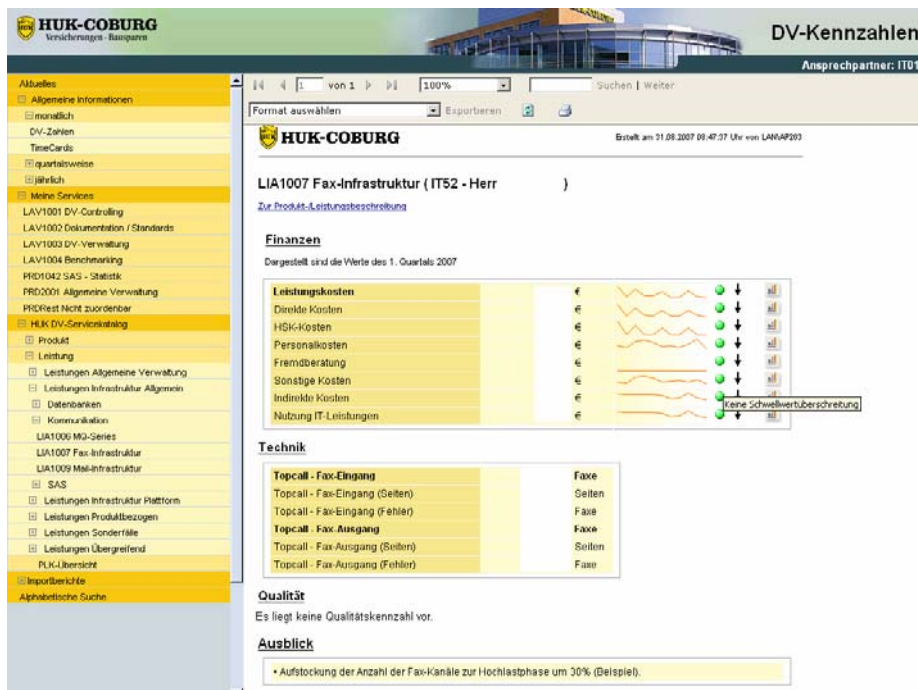 HUK-COBURG
Versicherungen - Bausparen
DV-Kennzahlen
Ansprechpartner: IT01
Aktuelles
Allgemeine Informationen
monatlich
DV-Zahlen
TimeCards
quartalsweise
jährlich
Meine Services
LAV1001 DV-Controlling
LAV1002 Dokumentation / Standards
LAV1003 DV-Verwaltung
LAV1004 Benchmarking
PRD1042 SAS - Statistik
PRD2001 Allgemeine Verwaltung
PRDRest Nicht zuordenbar
HUK DV-Servicekatalog
Produkt
Leistung
Leistungen Allgemeine Verwaltung
Leistungen Infrastruktur Allgemein
Datenbanken
Kommunikation
LIA1006 MQ-Series
LIA1007 Fax-Infrastruktur
LIA1009 Mail-Infrastruktur
SAS
Leistungen Infrastruktur Plattform
Leistungen Produktbezogen
Leistungen Sonderfälle
Leistungen Übergreifend
PLK-Übersicht
Importberichte
Alphabetische Suche
1 von 1 100% Suchen | Weiter
Format auswählen Exportieren
HUK-COBURG
Erstellt am 31.08.2007 08:47:37 Uhr von LAN\AP203
LIA1007 Fax-Infrastruktur ( IT52 - Herr )
Zur Produkt-/Leistungsbeschreibung
Finanzen
Dargestellt sind die Werte des 1. Quartals 2007
Leistungskosten €
Direkte Kosten €
HSK-Kosten €
Personalkosten €
Fremdberatung €
Sonstige Kosten €
Indirekte Kosten €
Keine Schwellwertüberschreitung
Nutzung IT-Leistungen €
Technik
Topcall - Fax-Eingang Faxe
Topcall - Fax-Eingang (Seiten) Seiten
Topcall - Fax-Eingang (Fehler) Faxe
Topcall - Fax-Ausgang Faxe
Topcall - Fax-Ausgang (Seiten) Seiten
Topcall - Fax-Ausgang (Fehler) Faxe
Qualität
Es liegt keine Qualitätskennzahl vor.
Ausblick
• Aufstockung der Anzahl der Fax-Kanäle zur Hochlastphase um 30% (Beispiel).